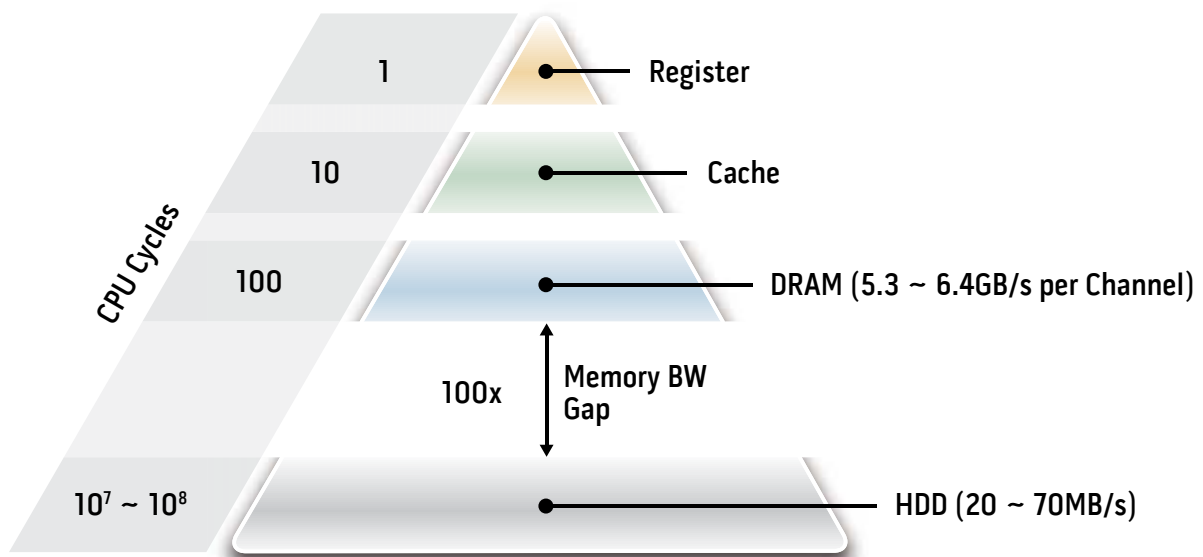 1
Register
10
Cache
CPU Cycles
100
DRAM (5.3 ~ 6.4GB/s per Channel)
100x
Memory BW
Gap
10⁷ ~ 10⁸
HDD (20 ~ 70MB/s)